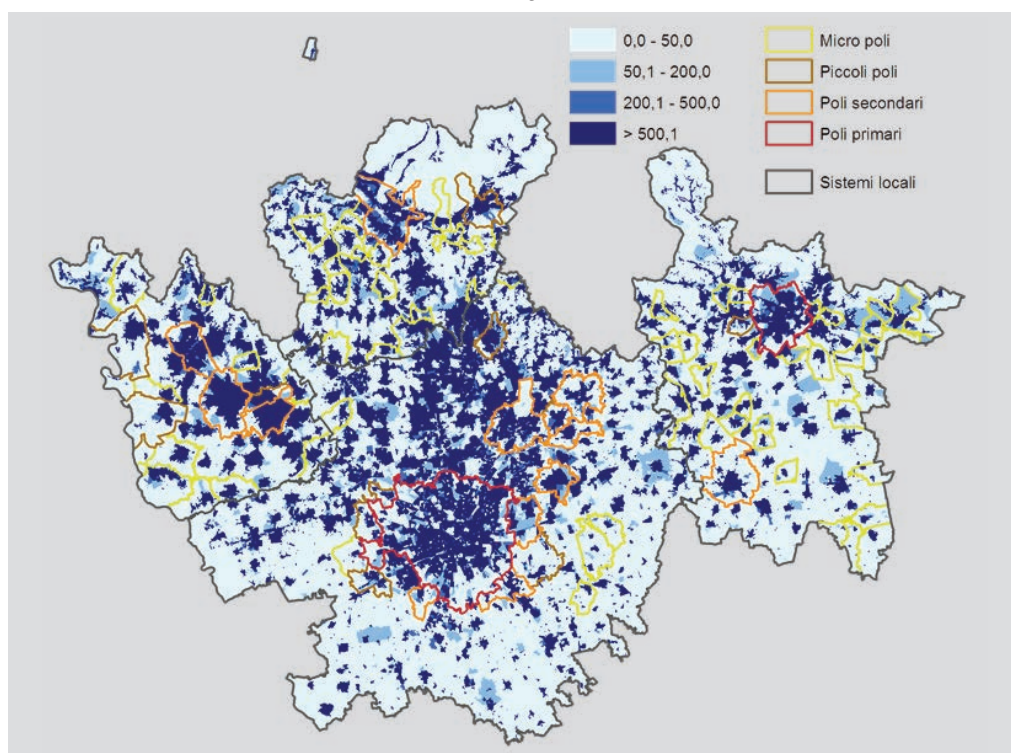 0,0 - 50,0
50,1 - 200,0
200,1 - 500,0
> 500,1
Micro poli
Piccoli poli
Poli secondari
Poli primari
Sistemi locali